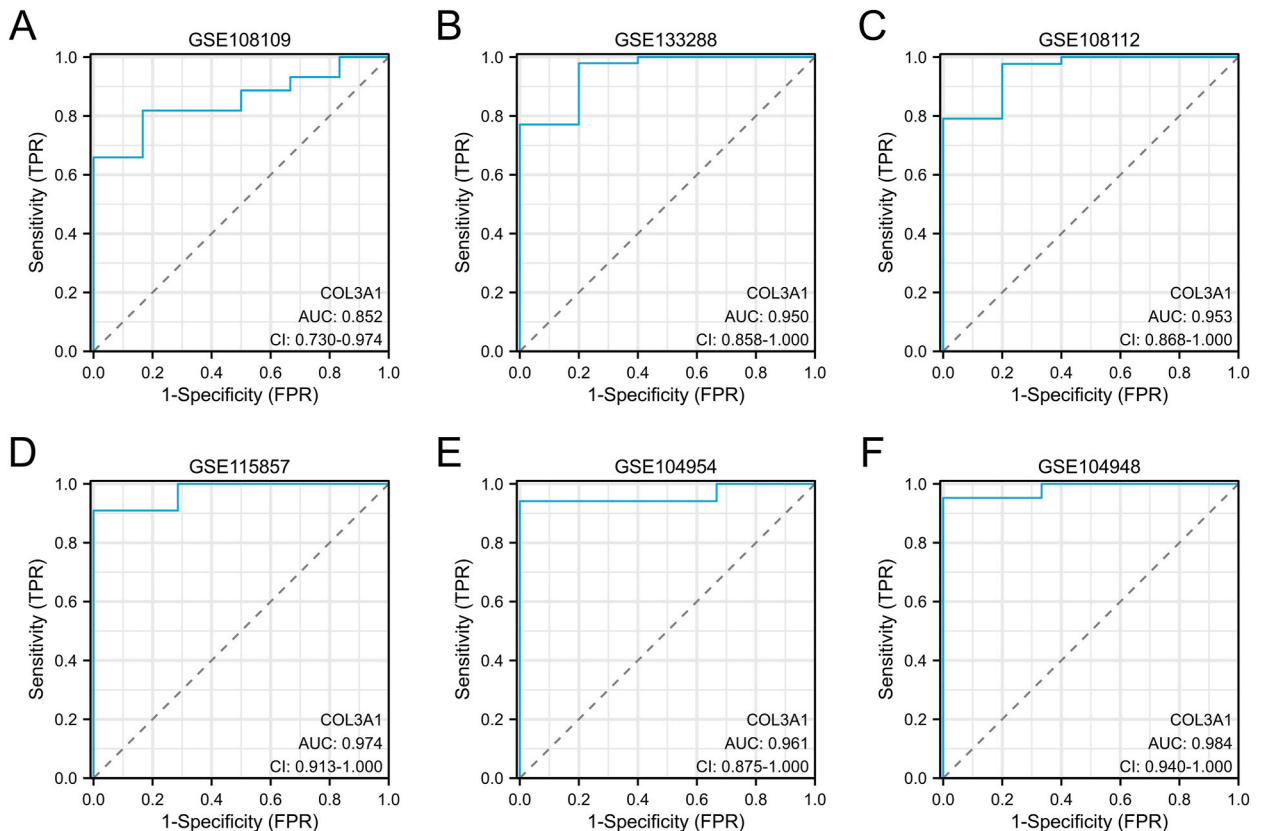 A
GSE108109
Sensitivity (TPR)
1.0
0.8
0.6
0.4
0.2
0.0
COL3A1
AUC: 0.852
CI: 0.730-0.974
0.0 0.2 0.4 0.6 0.8 1.0
1-Specificity (FPR)
B
GSE133288
Sensitivity (TPR)
1.0
0.8
0.6
0.4
0.2
0.0
COL3A1
AUC: 0.950
CI: 0.858-1.000
0.0 0.2 0.4 0.6 0.8 1.0
1-Specificity (FPR)
C
GSE108112
Sensitivity (TPR)
1.0
0.8
0.6
0.4
0.2
0.0
COL3A1
AUC: 0.953
CI: 0.868-1.000
0.0 0.2 0.4 0.6 0.8 1.0
1-Specificity (FPR)
D
GSE115857
Sensitivity (TPR)
1.0
0.8
0.6
0.4
0.2
0.0
COL3A1
AUC: 0.974
CI: 0.913-1.000
0.0 0.2 0.4 0.6 0.8 1.0
1-Specificity (FPR)
E
GSE104954
Sensitivity (TPR)
1.0
0.8
0.6
0.4
0.2
0.0
COL3A1
AUC: 0.961
CI: 0.875-1.000
0.0 0.2 0.4 0.6 0.8 1.0
1-Specificity (FPR)
F
GSE104948
Sensitivity (TPR)
1.0
0.8
0.6
0.4
0.2
0.0
COL3A1
AUC: 0.984
CI: 0.940-1.000
0.0 0.2 0.4 0.6 0.8 1.0
1-Specificity (FPR)